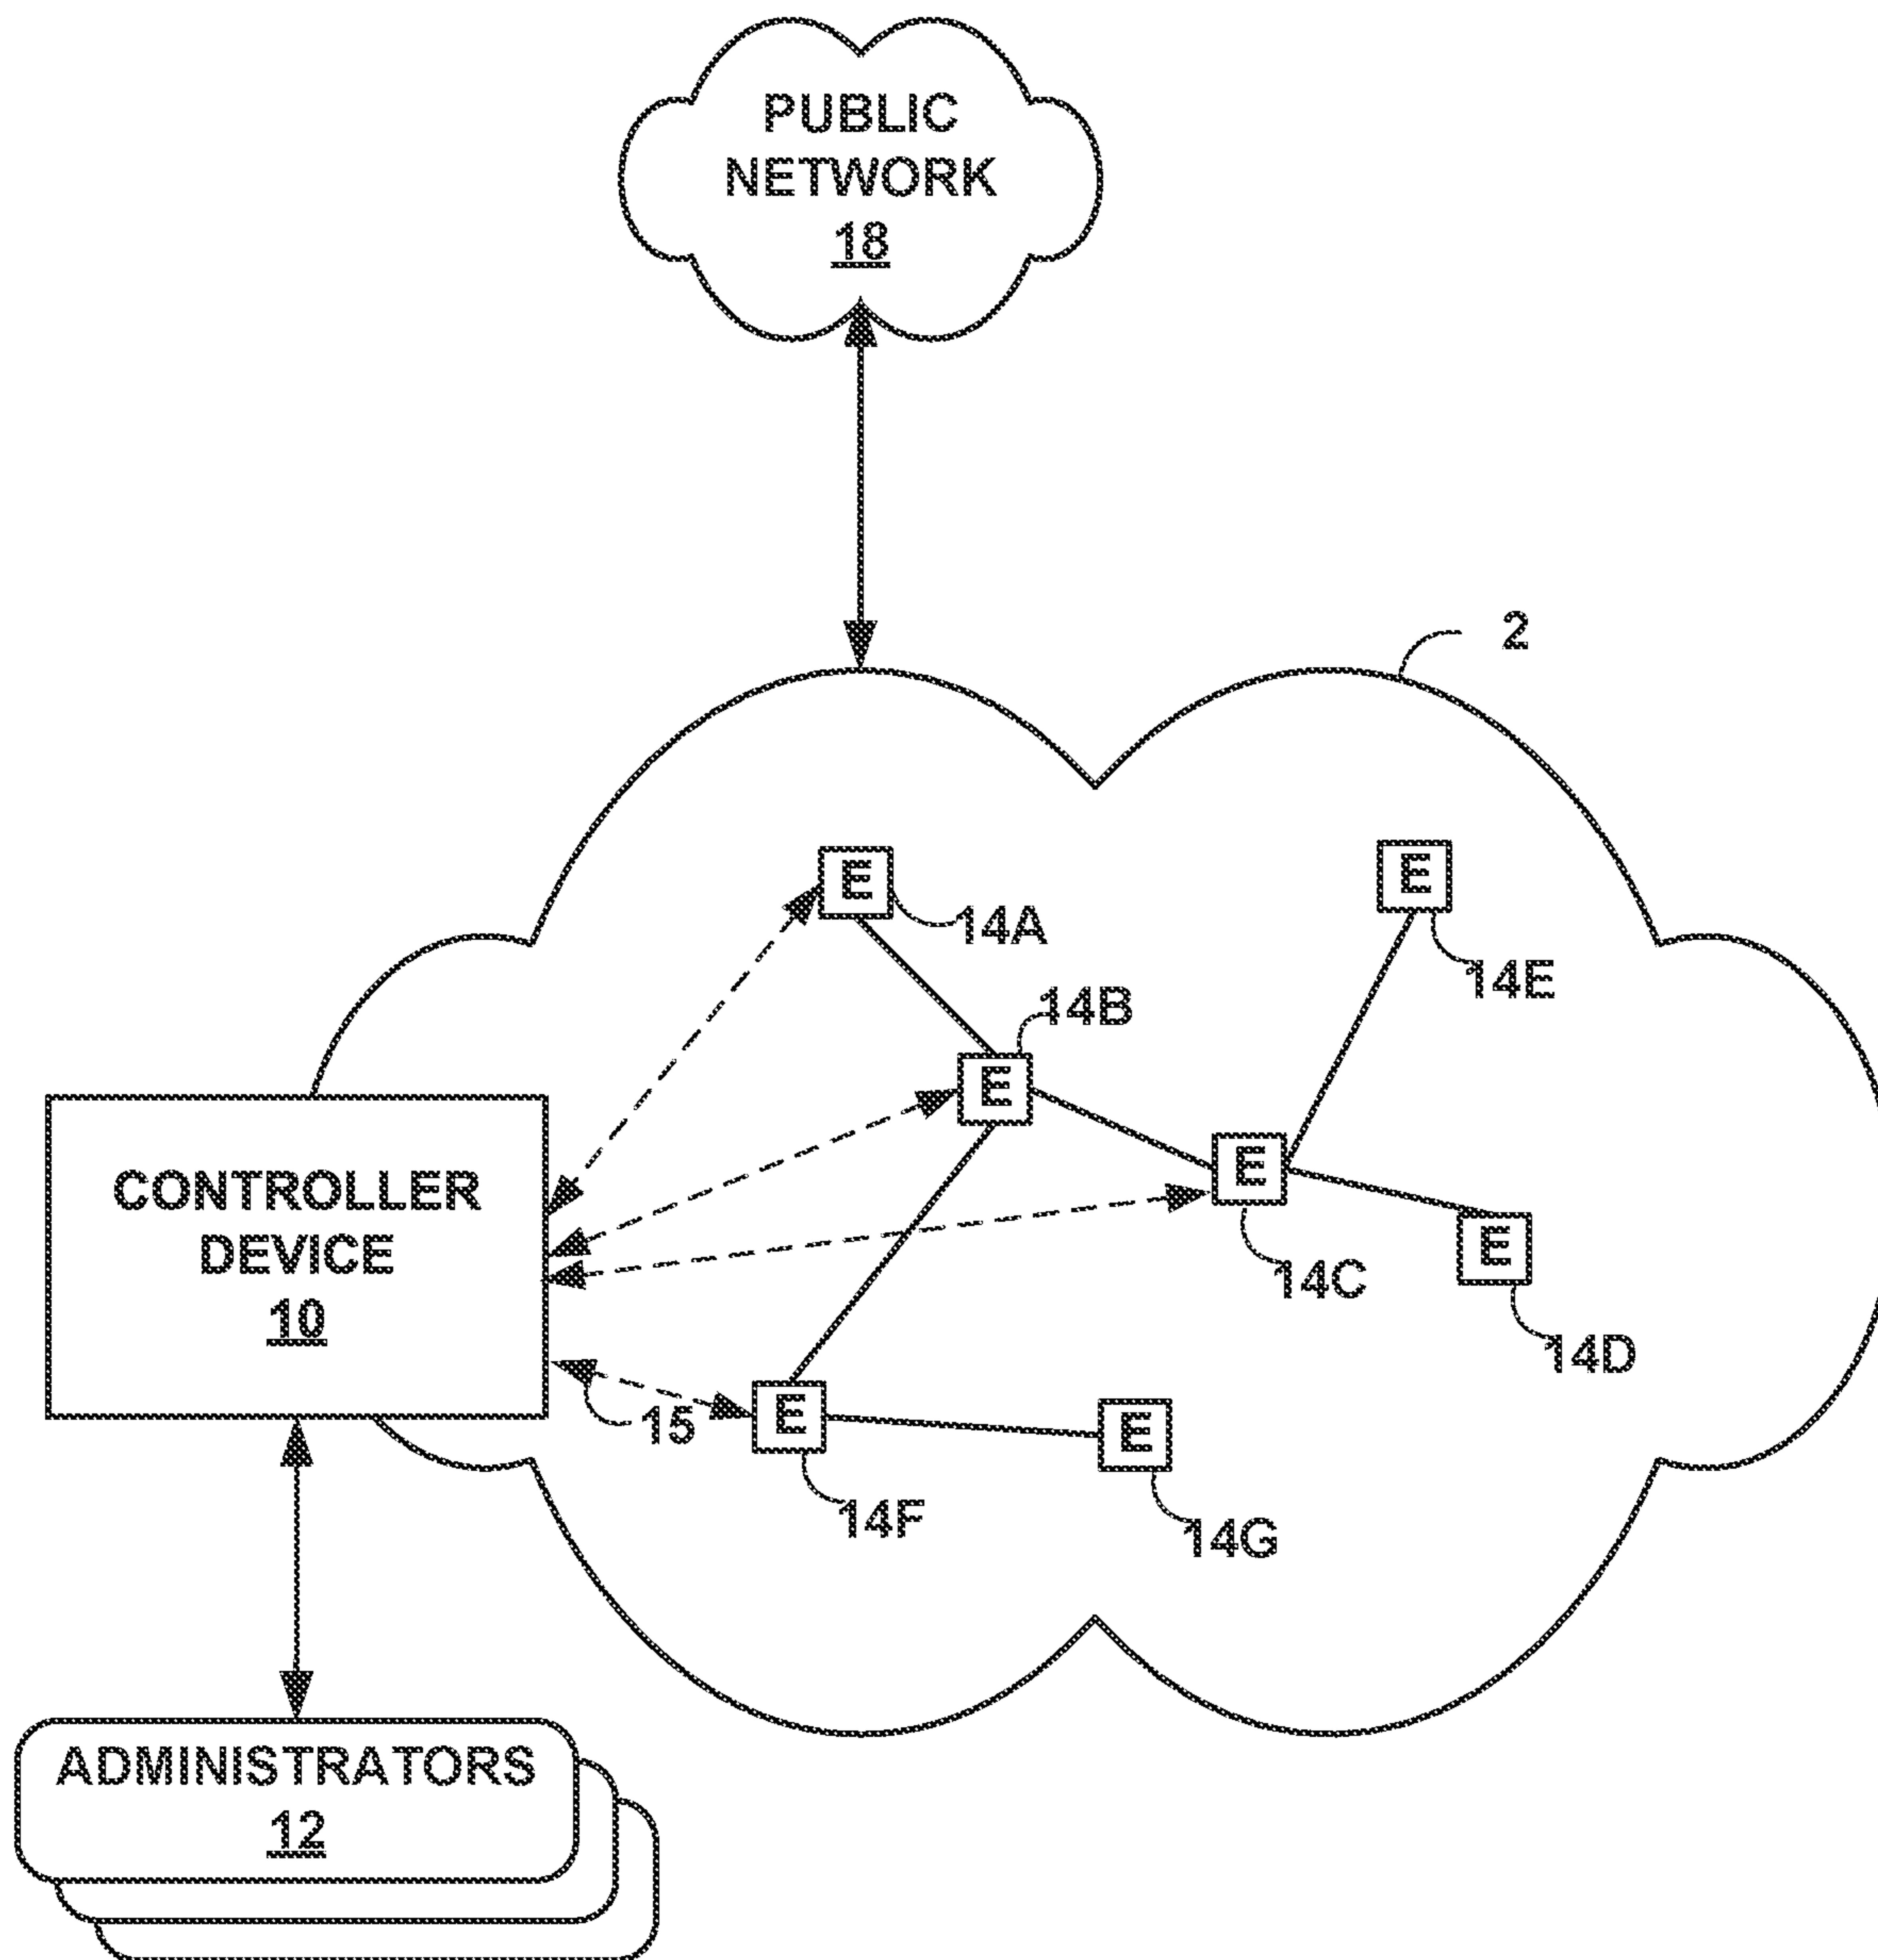 PUBLIC
NETWORK
18
2
E
14A
E
14E
14B
E
E
14C
E
14D
CONTROLLER
DEVICE
10
15
E
14F
E
14G
ADMINISTRATORS
12